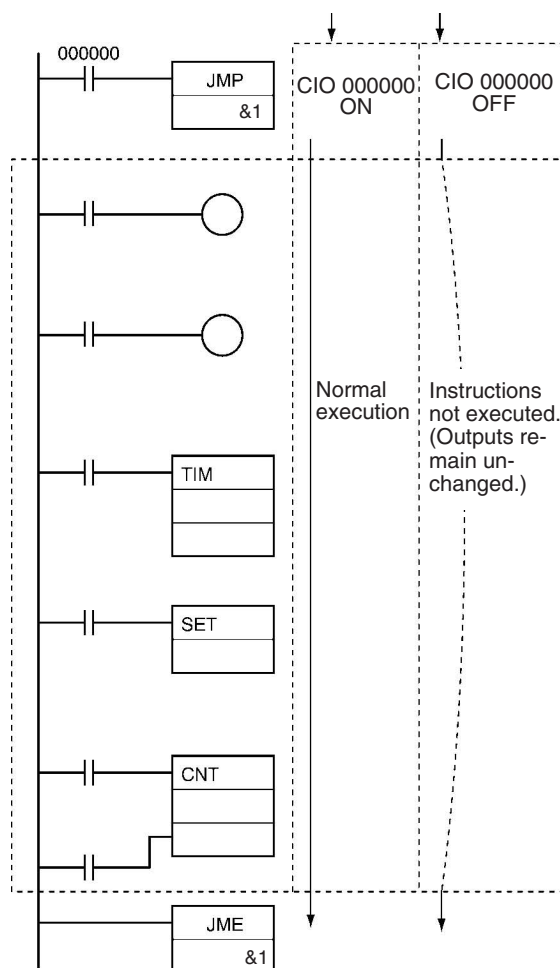 000000
JMP
&1
CIO 000000
ON
CIO 000000
OFF
Normal
execution
Instructions
not executed.
(Outputs re-
main un-
changed.)
TIM
SET
CNT
JME
&1